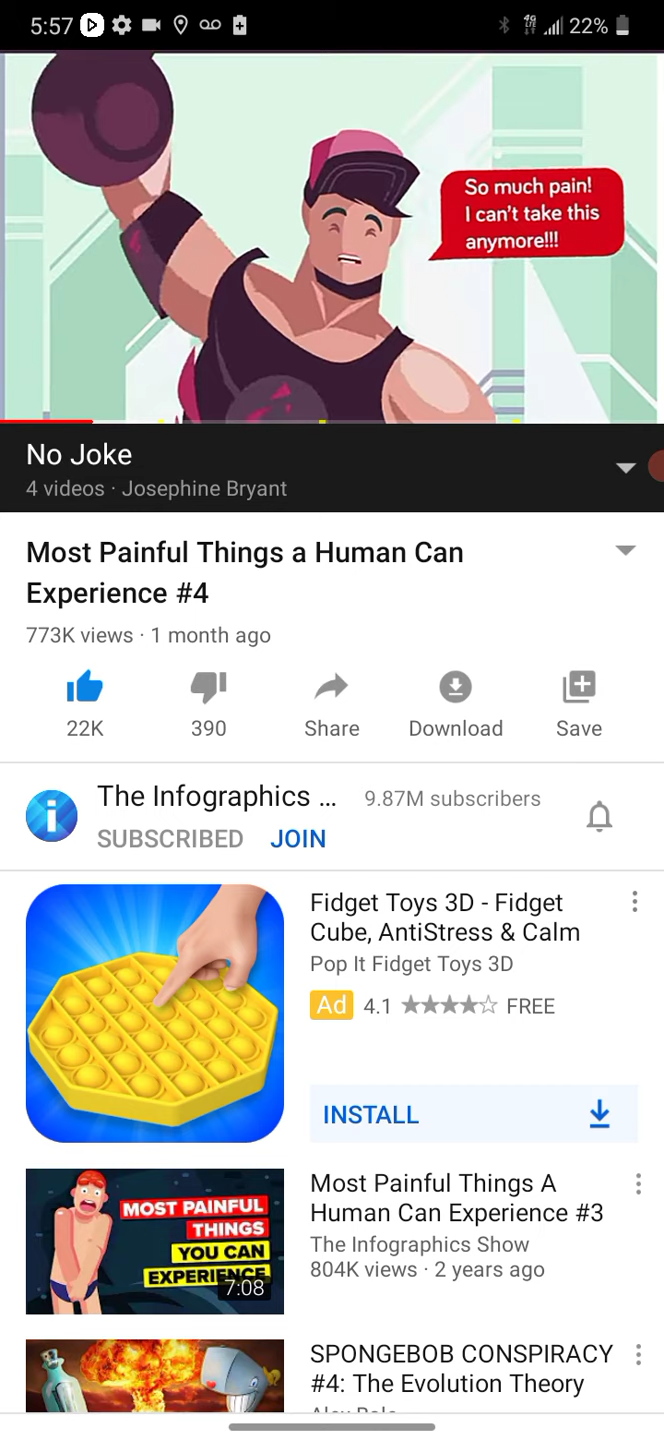 5:57
4G
LTE
22%
So much pain!
I can't take this
anymore!!!
No Joke
4 videos · Josephine Bryant
Most Painful Things a Human Can
Experience #4
773K views · 1 month ago
22K
390
Share
Download
Save
The Infographics ...
9.87M subscribers
SUBSCRIBED
JOIN
Fidget Toys 3D - Fidget
Cube, AntiStress & Calm
Pop It Fidget Toys 3D
Ad 4.1 FREE
INSTALL
MOST PAINFUL
THINGS
YOU CAN
EXPERIENCE
7:08
Most Painful Things A
Human Can Experience #3
The Infographics Show
804K views · 2 years ago
SPONGEBOB CONSPIRACY
#4: The Evolution Theory